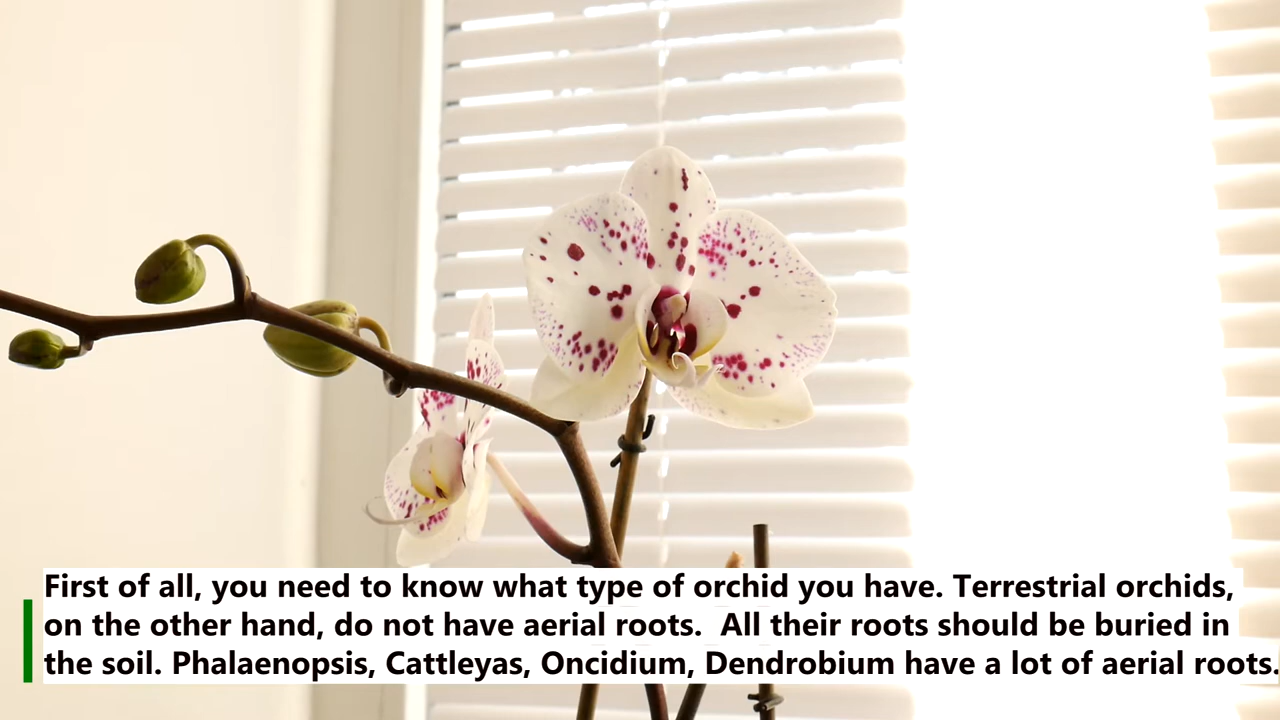 First of all, you need to know what type of orchid you have. Terrestrial orchids,
on the other hand, do not have aerial roots.  All their roots should be buried in
the soil. Phalaenopsis, Cattleyas, Oncidium, Dendrobium have a lot of aerial roots.